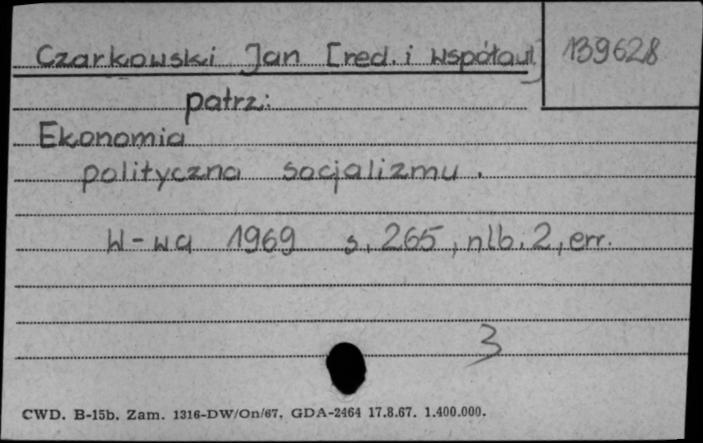 Czarkowski Jan [red. i współaut]
139628
patrz:
Ekonomia
polityczna socjalizmu.
W-wa 1969 s. 265, nlb. 2, err.
3
CWD. B-15b. Zam. 1316-DW/On/67. GDA-2464 17.8.67. 1.400.000.